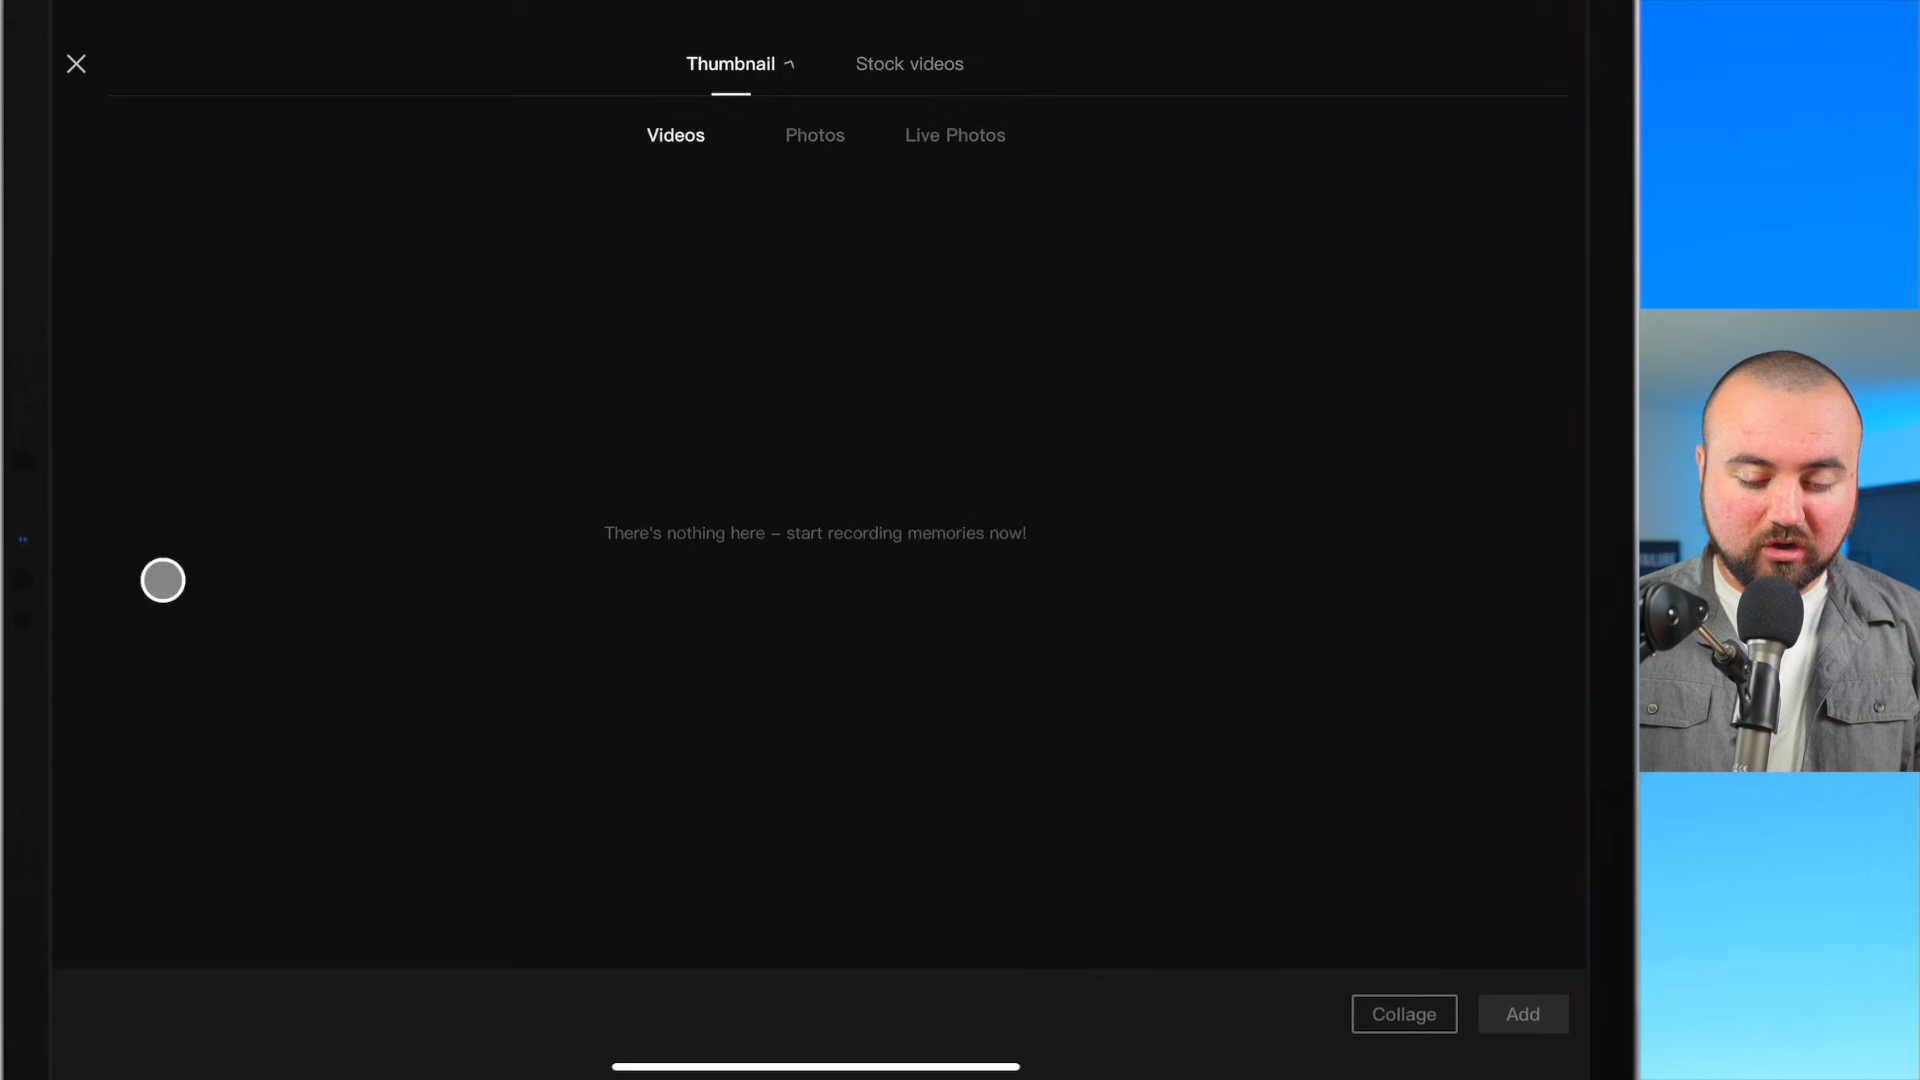 Thumbnail
Stock videos
Videos
Photos
Live Photos
There's nothing here – start recording memories now!
Collage
Add